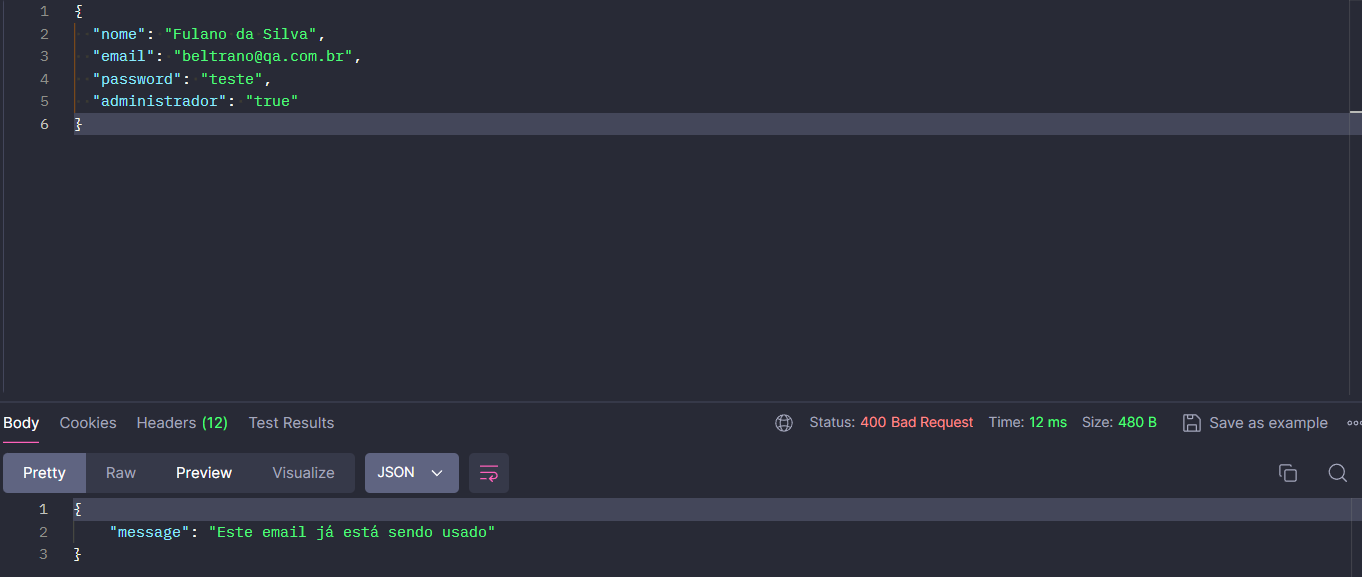 1 {
2 "nome": "Fulano da Silva",
3 "email": "beltrano@qa.com.br",
4 "password": "teste",
5 "administrador": "true"
6 }
Body Cookies Headers (12) Test Results Status: 400 Bad Request Time: 12 ms Size: 480 B Save as example
Pretty Raw Preview Visualize JSON
1 {
2 "message": "Este email já está sendo usado"
3 }